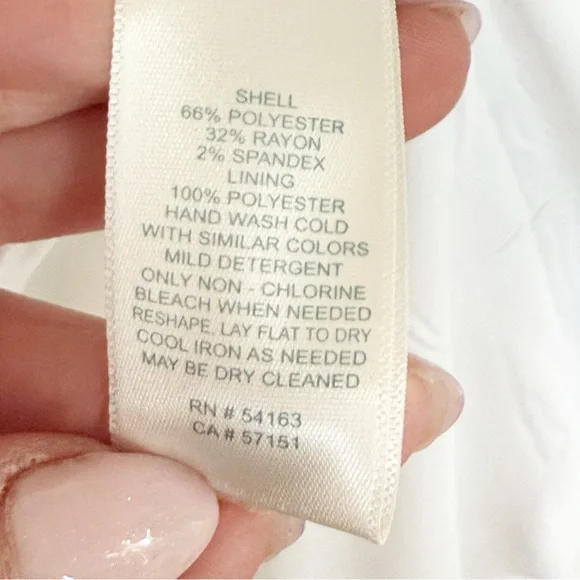 SHELL
66% POLYESTER
32% RAYON
2% SPANDEX
LINING
100% POLYESTER
HAND WASH COLD
WITH SIMILAR COLORS
MILD DETERGENT
ONLY NON - CHLORINE
BLEACH WHEN NEEDED
RESHAPE, LAY FLAT TO DRY
COOL IRON AS NEEDED
MAY BE DRY CLEANED
RN # 54163
CA # 57151